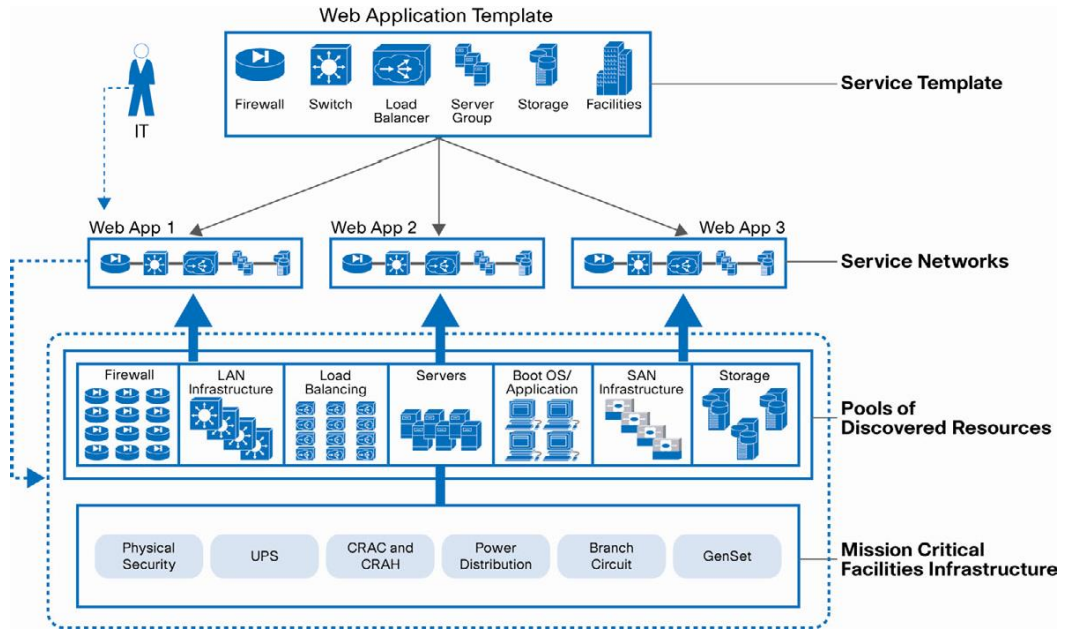 Web Application Template
Firewall
Switch
Load
Balancer
Server
Group
Storage
Facilities
Service Template
IT
Web App 1
Web App 2
Web App 3
Service Networks
Firewall
LAN
Infrastructure
Load
Balancing
Servers
Boot OS/
Application
SAN
Infrastructure
Storage
Pools of
Discovered Resources
Physical
Security
UPS
CRAC and
CRAH
Power
Distribution
Branch
Circuit
GenSet
Mission Critical
Facilities Infrastructure